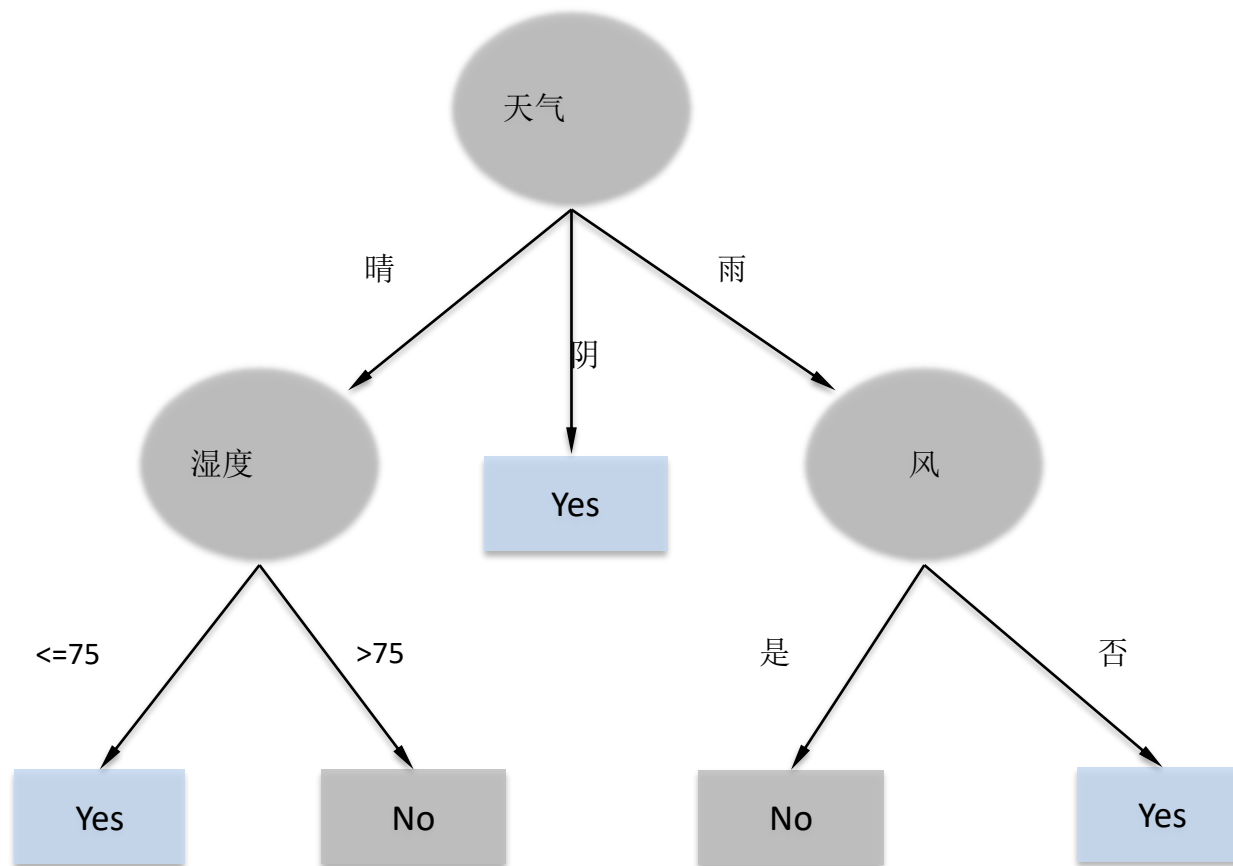 天气
晴
雨
阴
湿度
Yes
风
<=75
>75
是
否
Yes
No
No
Yes